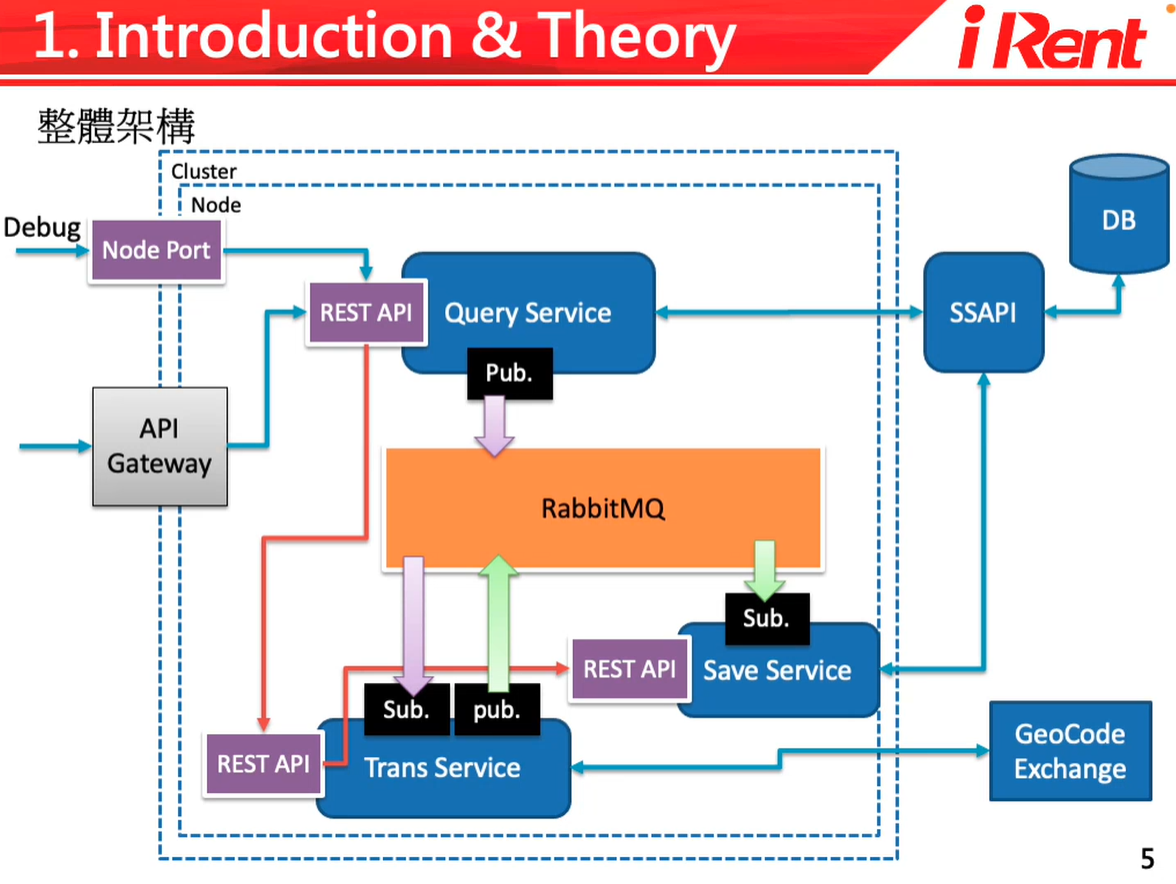 1. Introduction & Theory
iRent
整體架構
Cluster
Node
Debug
Node Port
REST API
Query Service
SSAPI
DB
Pub.
API
Gateway
RabbitMQ
Sub.
REST API
Save Service
Sub.
pub.
REST API
Trans Service
GeoCode
Exchange
5